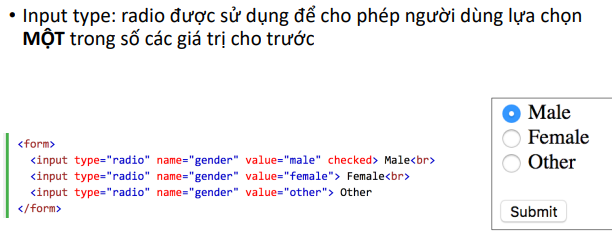 • Input type: radio được sử dụng để cho phép người dùng lựa chọn
MỘT trong số các giá trị cho trước
<form>
<input type="radio" name="gender" value="male" checked> Male<br>
<input type="radio" name="gender" value="female"> Female<br>
<input type="radio" name="gender" value="other"> Other
</form>
Male
Female
Other
Submit